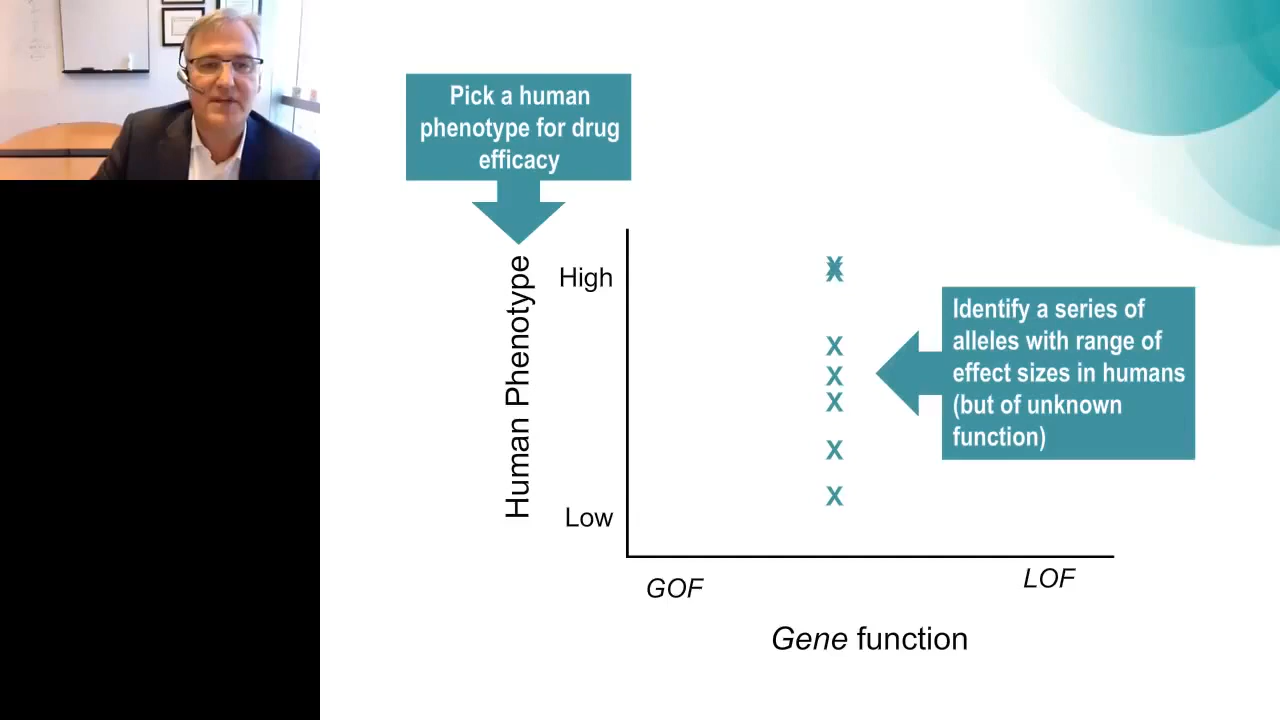 Pick a human
phenotype for drug
efficacy
Human Phenotype
High
Low
X
X
X
X
X
X
X
Identify a series of
alleles with range of
effect sizes in humans
(but of unknown
function)
GOF
LOF
Gene function